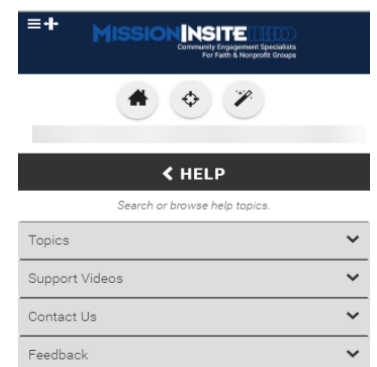 MISSIONINSITE
Community Engagement Specialists
For Faith & Nonprofit Groups
HELP
Search or browse help topics.
Topics
Support Videos
Contact Us
Feedback